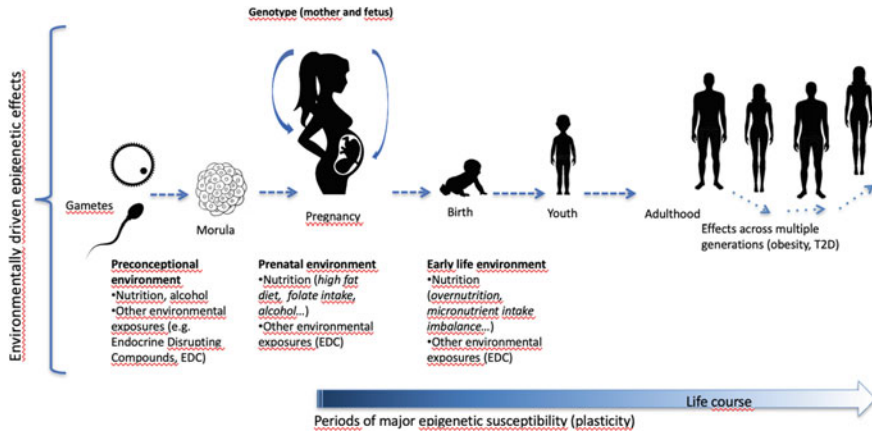 Genotype (mother and fetus)
Environmentally driven epigenetic effects
Gametes
Morula
Pregnancy
Birth
Youth
Adulthood
Effects across multiple
generations (obesity, T2D)
Preconceptional
environment
•Nutrition, alcohol
•Other environmental
exposures (e.g.
Endocrine Disrupting
Compounds, EDC)
Prenatal environment
•Nutrition (high fat
diet, folate intake,
alcohol...)
•Other environmental
exposures (EDC)
Early life environment
•Nutrition
(overnutrition,
micronutrient intake
imbalance...)
•Other environmental
exposures (EDC)
Life course
Periods of major epigenetic susceptibility (plasticity)